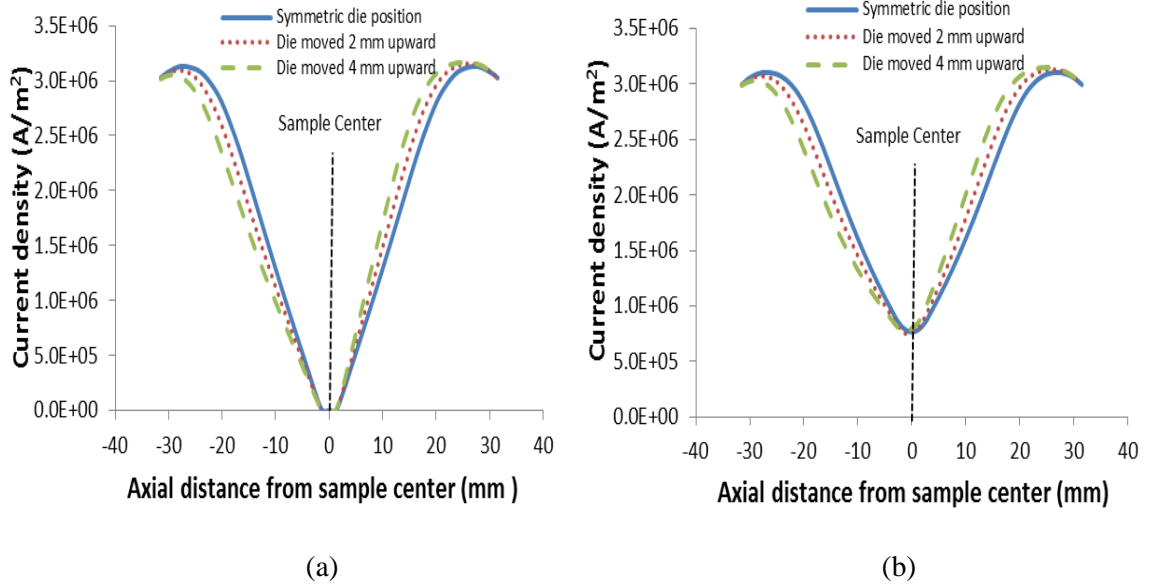 Symmetric die position
Die moved 2 mm upward
Die moved 4 mm upward
Sample Center
Current density (A/m²)
3.5E+06
3.0E+06
2.5E+06
2.0E+06
1.5E+06
1.0E+06
5.0E+05
0.0E+00
-40 -30 -20 -10 0 10 20 30 40
Axial distance from sample center (mm )
(a)
Symmetric die position
Die moved 2 mm upward
Die moved 4 mm upward
Sample Center
Current density (A/m²)
3.5E+06
3.0E+06
2.5E+06
2.0E+06
1.5E+06
1.0E+06
5.0E+05
0.0E+00
-40 -30 -20 -10 0 10 20 30 40
Axial distance from sample center (mm)
(b)